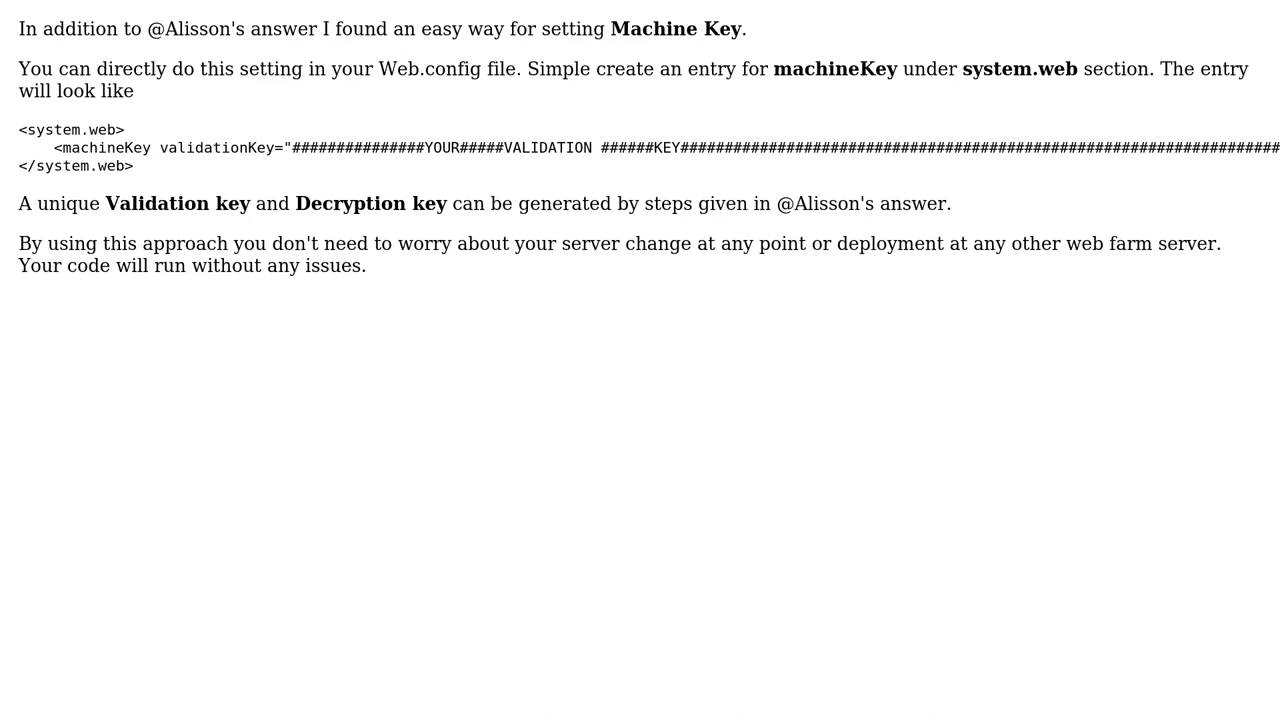 In addition to @Alisson's answer I found an easy way for setting Machine Key.
You can directly do this setting in your Web.config file. Simple create an entry for machineKey under system.web section. The entry
will look like
<system.web>
    <machineKey validationKey="###############YOUR#####VALIDATION ######KEY####################################################################
</system.web>
A unique Validation key and Decryption key can be generated by steps given in @Alisson's answer.
By using this approach you don't need to worry about your server change at any point or deployment at any other web farm server.
Your code will run without any issues.